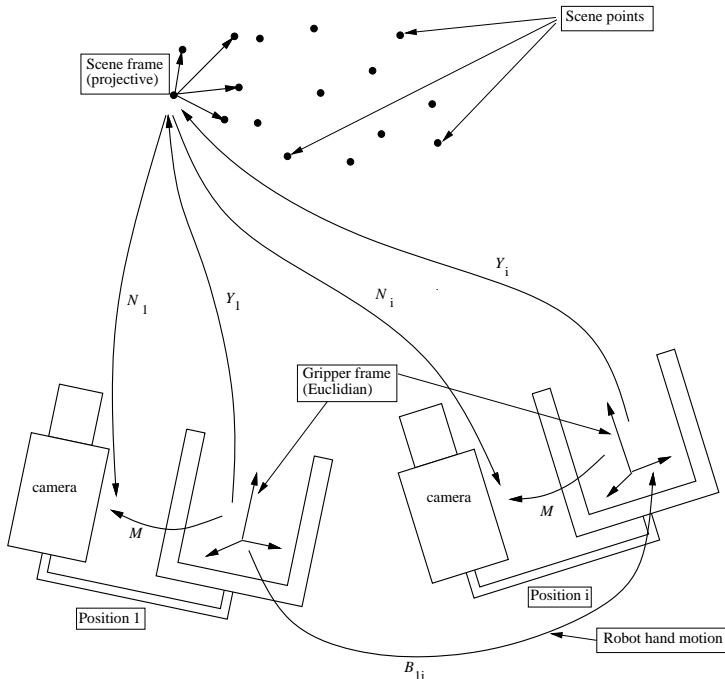 Scene points
Scene frame
(projective)
N 1
Y 1
N i
Y i
Gripper frame
(Euclidian)
camera
camera
M
M
Position 1
Position i
Robot hand motion
B 1i